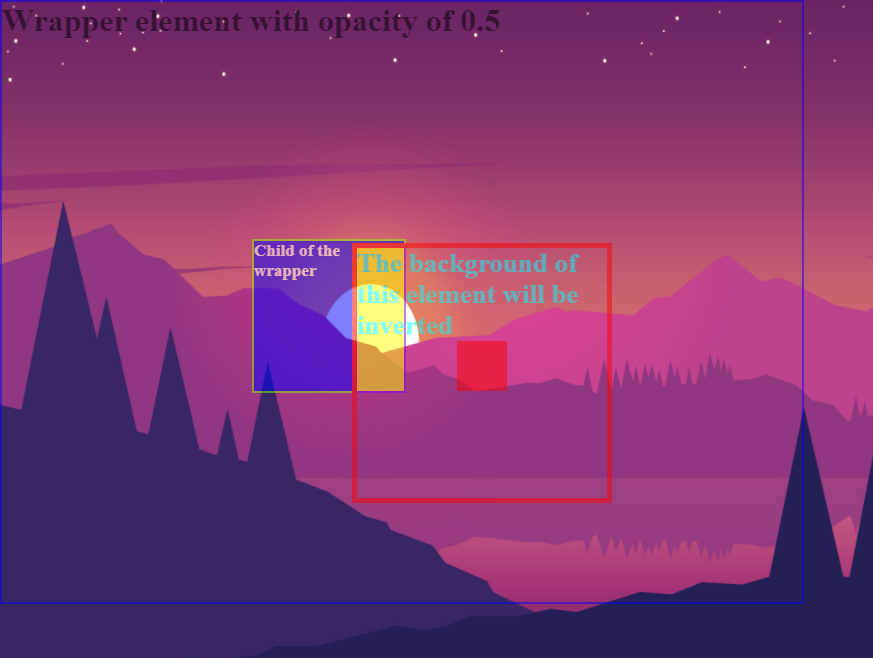 Wrapper element with opacity of 0.5
Child of the
wrapper
The background of
this element will be
inverted